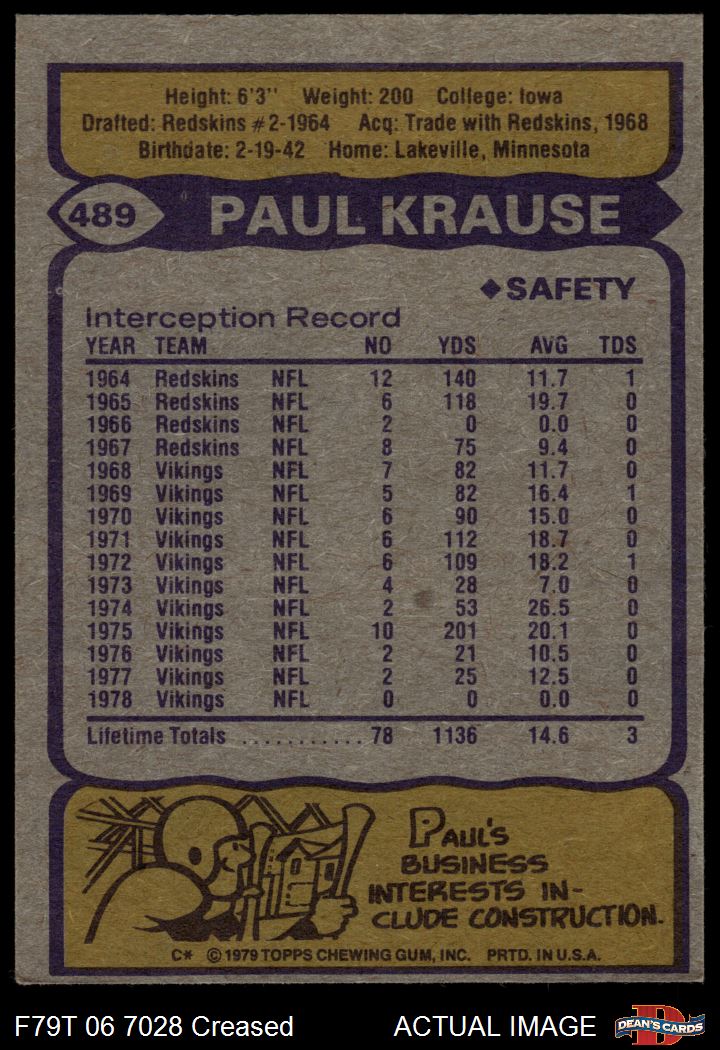 Height: 6'3" Weight: 200 College: Iowa
Drafted: Redskins #2-1964 Acq: Trade with Redskins, 1968
Birthdate: 2-19-42 Home: Lakeville, Minnesota
489 PAUL KRAUSE
◆SAFETY
Interception Record
YEAR TEAM NO YDS AVG TDS
1964 Redskins NFL 12 140 11.7 1
1965 Redskins NFL 6 118 19.7 0
1966 Redskins NFL 2 0 0.0 0
1967 Redskins NFL 8 75 9.4 0
1968 Vikings NFL 7 82 11.7 0
1969 Vikings NFL 5 82 16.4 1
1970 Vikings NFL 6 90 15.0 0
1971 Vikings NFL 6 112 18.7 0
1972 Vikings NFL 6 109 18.2 1
1973 Vikings NFL 4 28 7.0 0
1974 Vikings NFL 2 53 26.5 0
1975 Vikings NFL 10 201 20.1 0
1976 Vikings NFL 2 21 10.5 0
1977 Vikings NFL 2 25 12.5 0
1978 Vikings NFL 0 0 0.0 0
Lifetime Totals ........... 78 1136 14.6 3
PAUL'S
BUSINESS
INTERESTS IN-
CLUDE CONSTRUCTION.
C* © 1979 TOPPS CHEWING GUM, INC. PRTD. IN U.S.A.
F79T 06 7028 Creased ACTUAL IMAGE DEAN'S CARDS